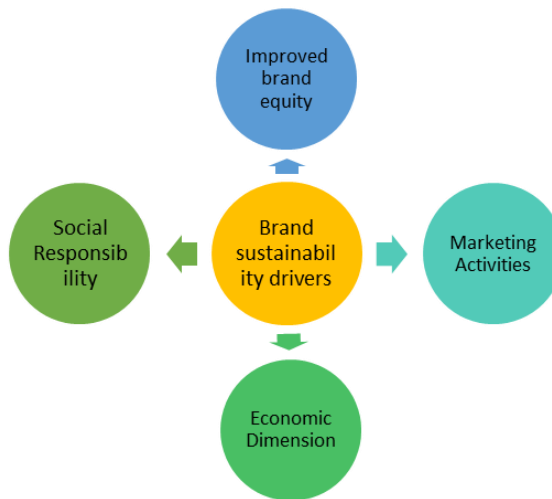 Improved
brand
equity
Social
Responsib
ility
Brand
sustainabil
ity drivers
Marketing
Activities
Economic
Dimension